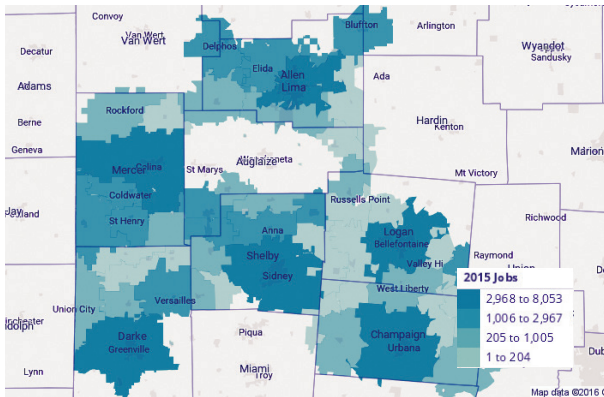 Convoy
Van Wert
Van Wert
Decatur
Adams
Berne
Geneva
Portland
Lynn
Delphos
Bluffton
Arlington
Wyandot
Sandusky
Elida
Allen
Lima
Ada
Rockford
Hardin
Kenton
Marion
Mercer
Celina
St Marys
Auglaize
Mt Victory
Coldwater
St Henry
Russells Point
Richwood
Anna
Logan
Bellefontaine
Raymond
Union
Shelby
Sidney
Valley Hi
West Liberty
Union City
Versailles
Darke
Greenville
Piqua
Miami
Troy
Champaign
Urbana
2015 Jobs
2,968 to 8,053
1,006 to 2,967
205 to 1,005
1 to 204
Map data ©2016 G